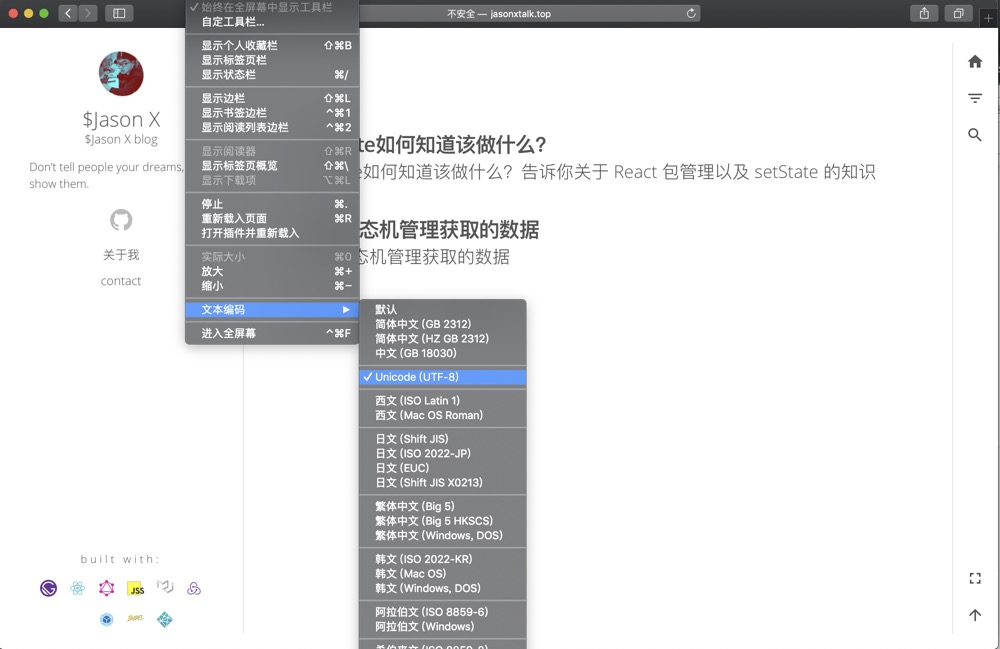 不安全 — jasonxtalk.top
始终在全屏幕中显示工具栏
自定工具栏...
显示个人收藏栏 ⇧⌘B
显示标签页栏
显示状态栏 ⌘/
显示边栏 ⇧⌘L
显示书签边栏 ^⌘1
显示阅读列表边栏 ^⌘2
显示阅读器 ⇧⌘R
显示标签页概览 ⇧⌘\
显示下载项 ⌥⌘L
停止 ⌘.
重新载入页面 ⌘R
打开插件并重新载入
实际大小 ⌘0
放大 ⌘+
缩小 ⌘−
文本编码
进入全屏幕 ^⌘F
默认
简体中文 (GB 2312)
简体中文 (HZ GB 2312)
中文 (GB 18030)
✓ Unicode (UTF-8)
西文 (ISO Latin 1)
西文 (Mac OS Roman)
日文 (Shift JIS)
日文 (ISO 2022-JP)
日文 (EUC)
日文 (Shift JIS X0213)
繁体中文 (Big 5)
繁体中文 (Big 5 HKSCS)
繁体中文 (Windows, DOS)
韩文 (ISO 2022-KR)
韩文 (Mac OS)
韩文 (Windows, DOS)
阿拉伯文 (ISO 8859-6)
阿拉伯文 (Windows)
希伯来文 (ISO 8859-8)
$Jason X
$Jason X blog
Don't tell people your dreams,
show them.
关于我
contact
built with:
JSS
te如何知道该做什么?
e如何知道该做什么? 告诉你关于 React 包管理以及 setState 的知识
态机管理获取的数据
态机管理获取的数据